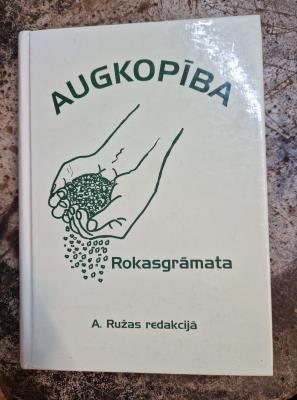 AUGKOPĪBA
Rokasgrāmata
A. Ružas redakcijā